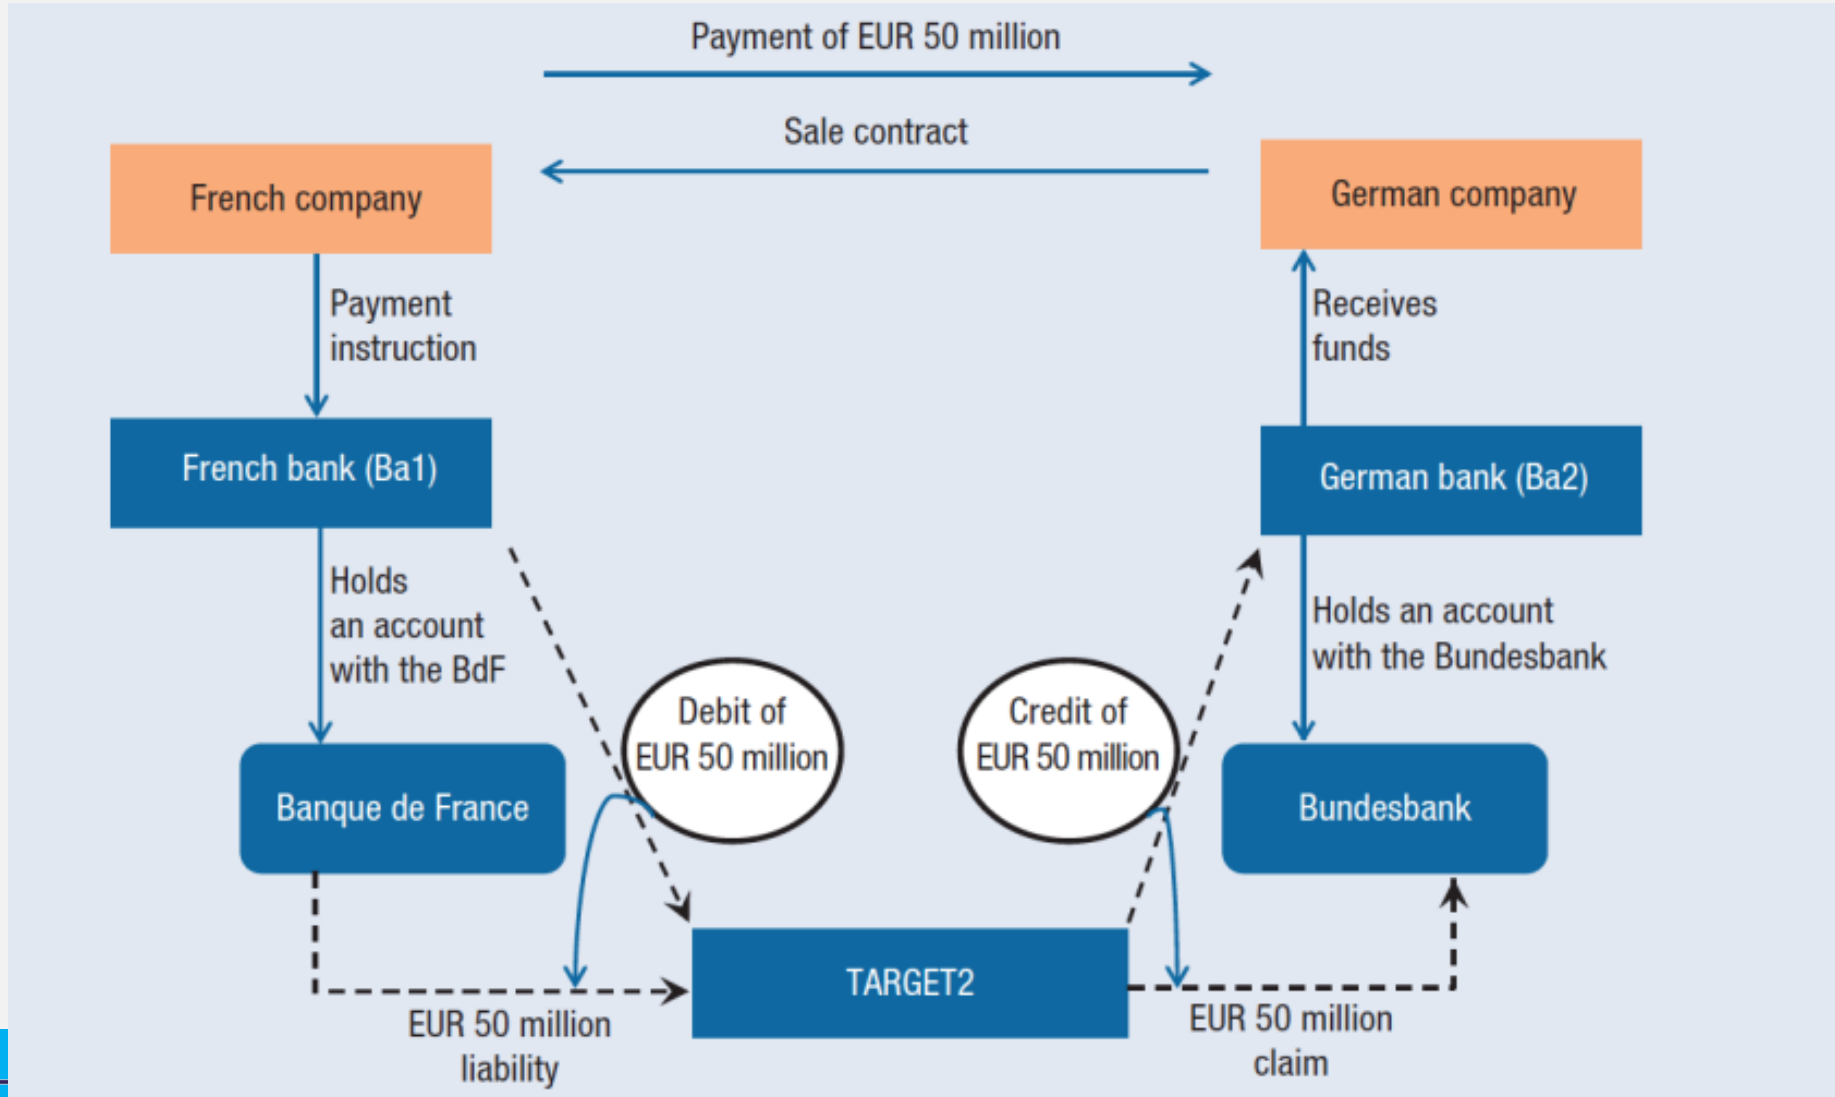 Payment of EUR 50 million
Sale contract
French company
German company
Payment
instruction
Receives
funds
French bank (Ba1)
German bank (Ba2)
Holds
an account
with the BdF
Holds an account
with the Bundesbank
Debit of
EUR 50 million
Credit of
EUR 50 million
Banque de France
Bundesbank
TARGET2
EUR 50 million
liability
EUR 50 million
claim